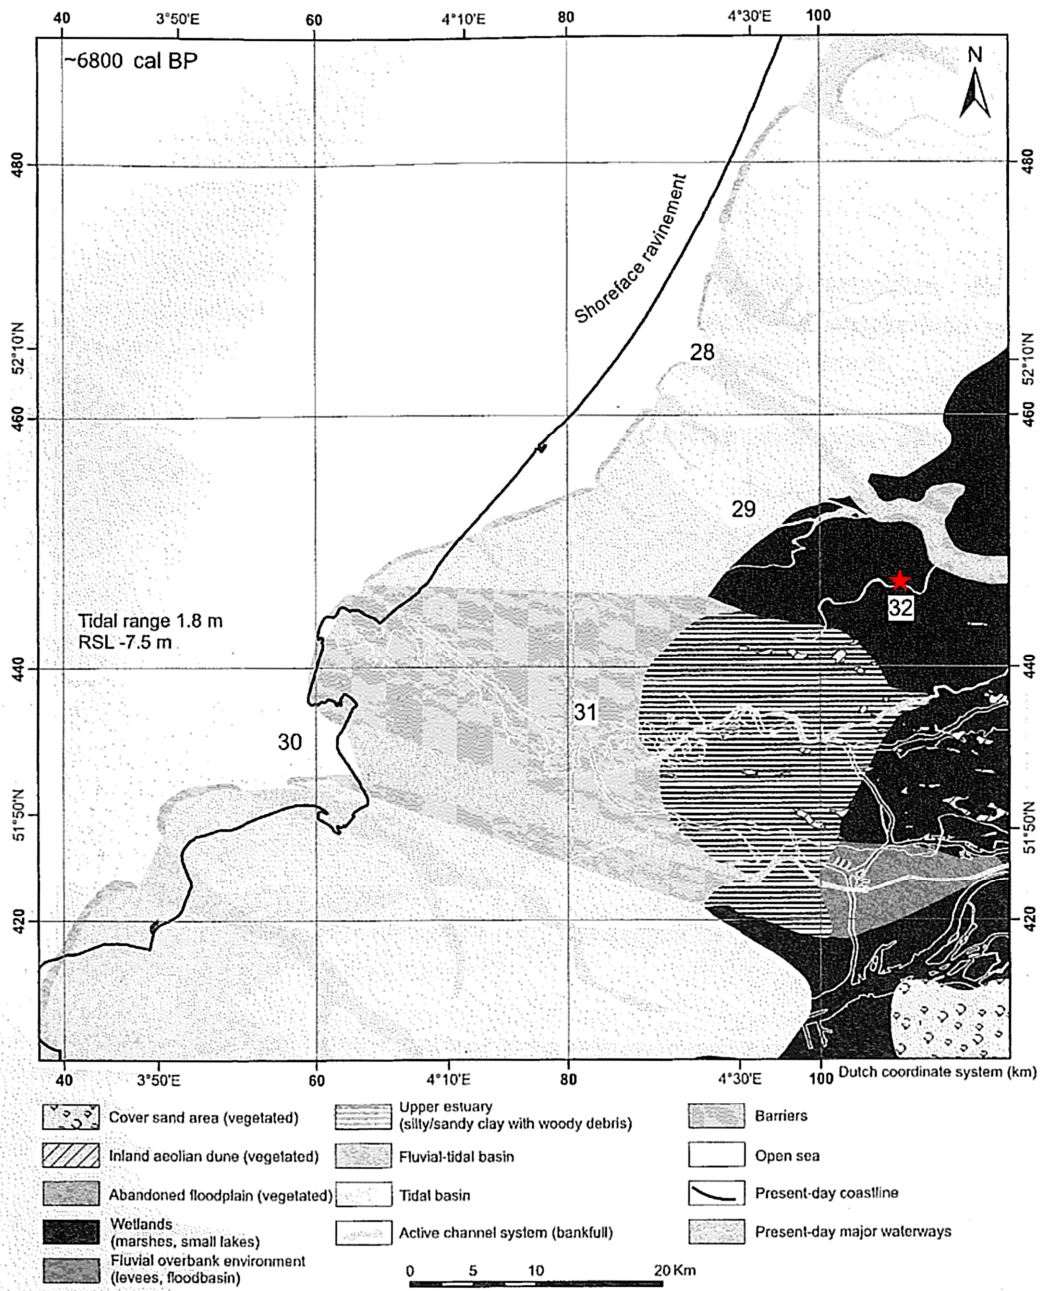 40 3°50'E 60 4°10'E 80 4°30'E 100
~6800 cal BP
N
480 480
Shoreface ravinement
52°10'N 52°10'N
28
460 460
29
32
Tidal range 1.8 m
RSL -7.5 m
440 440
31
30
51°50'N 51°50'N
420 420
40 3°50'E 60 4°10'E 80 4°30'E 100 Dutch coordinate system (km)
Cover sand area (vegetated)
Inland aeolian dune (vegetated)
Abandoned floodplain (vegetated)
Wetlands
(marshes, small lakes)
Fluvial overbank environment
(levees, floodbasin)
Upper estuary
(silly/sandy clay with woody debris)
Fluvial-tidal basin
Tidal basin
Active channel system (bankfull)
Barriers
Open sea
Present-day coastline
Present-day major waterways
0 5 10 20 Km